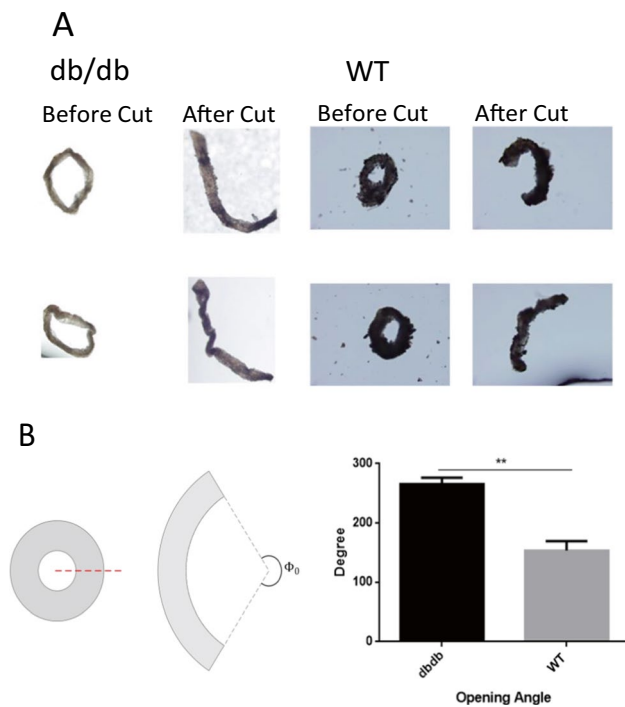 A
db/db
WT
Before Cut
After Cut
Before Cut
After Cut
B
Φ0
**
300
200
100
0
Degree
dbdb
WT
Opening Angle